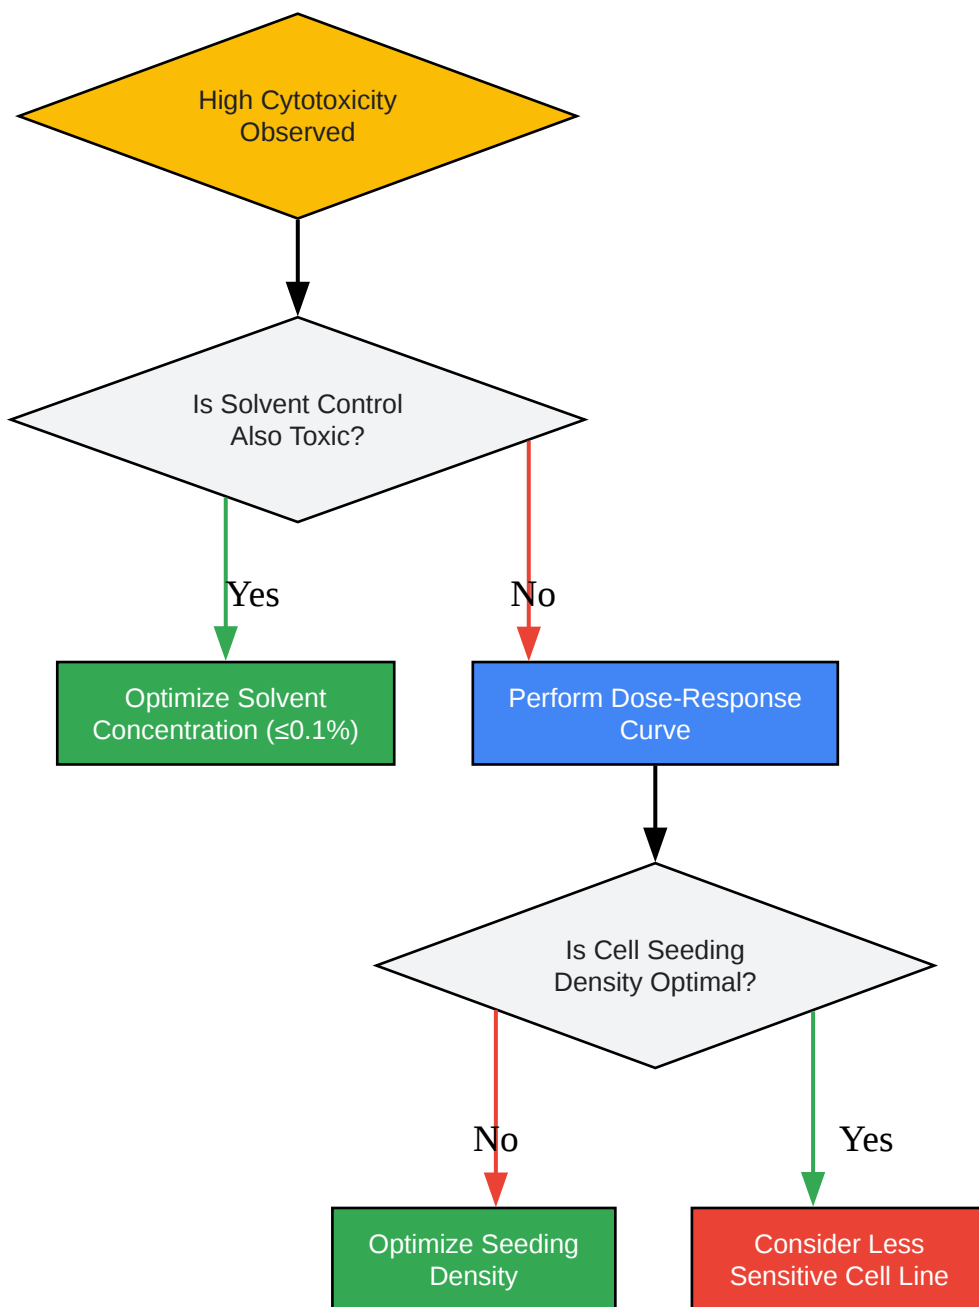 High Cytotoxicity
Observed
Is Solvent Control
Also Toxic?
Yes
No
Optimize Solvent
Concentration (≤0.1%)
Perform Dose-Response
Curve
Is Cell Seeding
Density Optimal?
No
Yes
Optimize Seeding
Density
Consider Less
Sensitive Cell Line